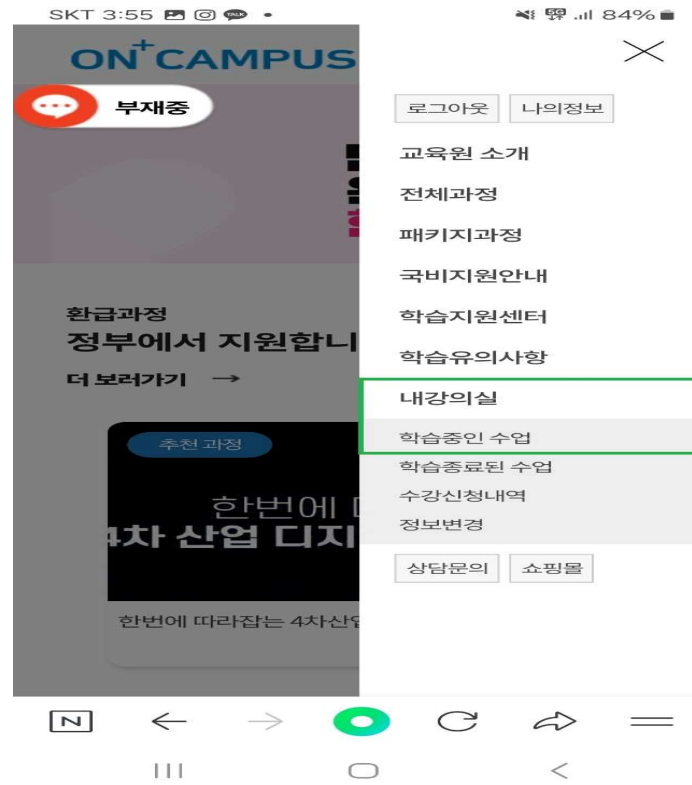 SKT 3:55 TALK 5G 84%
ON+CAMPUS
부재중
로그아웃 나의정보
교육원 소개
전체과정
패키지과정
국비지원안내
학습지원센터
학습유의사항
내강의실
학습중인 수업
학습종료된 수업
수강신청내역
정보변경
상담문의 쇼핑몰
환급과정
정부에서 지원합니
더 보러가기 →
추천 과정
한번에
4차 산업 디지
한번에 따라잡는 4차산업
N